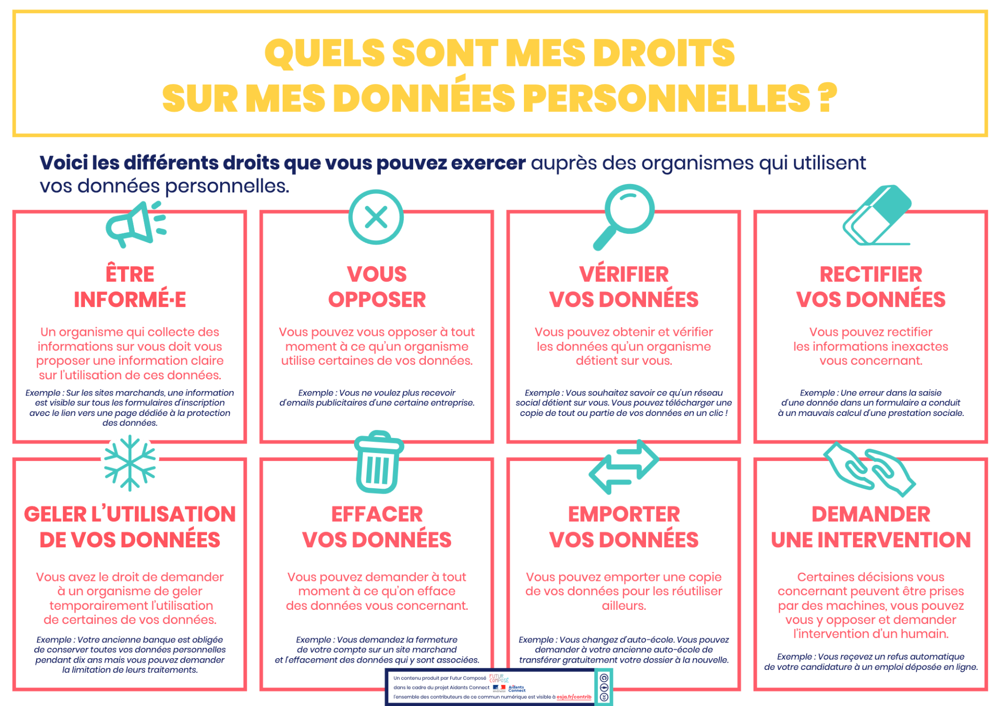 QUELS SONT MES DROITS
SUR MES DONNÉES PERSONNELLES ?
Voici les différents droits que vous pouvez exercer auprès des organismes qui utilisent
vos données personnelles.
ÊTRE
INFORMÉ·E
Un organisme qui collecte des
informations sur vous doit vous
proposer une information claire
sur l'utilisation de ces données.
Exemple : Sur les sites marchands, une information
est visible sur tous les formulaires d'inscription
avec le lien vers une page dédiée à la protection
des données.
VOUS
OPPOSER
Vous pouvez vous opposer à tout
moment à ce qu'un organisme
utilise certaines de vos données.
Exemple : Vous ne voulez plus recevoir
d'emails publicitaires d'une certaine entreprise.
VÉRIFIER
VOS DONNÉES
Vous pouvez obtenir et vérifier
les données qu'un organisme
détient sur vous.
Exemple : Vous souhaitez savoir ce qu'un réseau
social détient sur vous. Vous pouvez télécharger une
copie de tout ou partie de vos données en un clic !
RECTIFIER
VOS DONNÉES
Vous pouvez rectifier
les informations inexactes
vous concernant.
Exemple : Une erreur dans la saisie
d'une donnée dans un formulaire a conduit
à un mauvais calcul d'une prestation sociale.
GELER L'UTILISATION
DE VOS DONNÉES
Vous avez le droit de demander
à un organisme de geler
temporairement l'utilisation
de certaines de vos données.
Exemple : Votre ancienne banque est obligée
de conserver toutes vos données personnelles
pendant dix ans mais vous pouvez demander
la limitation de leurs traitements.
EFFACER
VOS DONNÉES
Vous pouvez demander à tout
moment à ce qu'on efface
des données vous concernant.
Exemple : Vous demandez la fermeture
de votre compte sur un site marchand
et l'effacement des données qui y sont associées.
EMPORTER
VOS DONNÉES
Vous pouvez emporter une copie
de vos données pour les réutiliser
ailleurs.
Exemple : Vous changez d'auto-école. Vous pouvez
demander à votre ancienne auto-école de
transférer gratuitement votre dossier à la nouvelle.
DEMANDER
UNE INTERVENTION
Certaines décisions vous
concernant peuvent être prises
par des machines, vous pouvez
vous y opposer et demander
l'intervention d'un humain.
Exemple : Vous reçevez un refus automatique
de votre candidature à un emploi déposée en ligne.
Un contenu produit par Futur Composé FUTUR
COMPOSÉ
dans le cadre du projet Aidants Connect Aidants
Connect
l'ensemble des contributeurs de ce commun numérique est visible à esja.fr/contrib